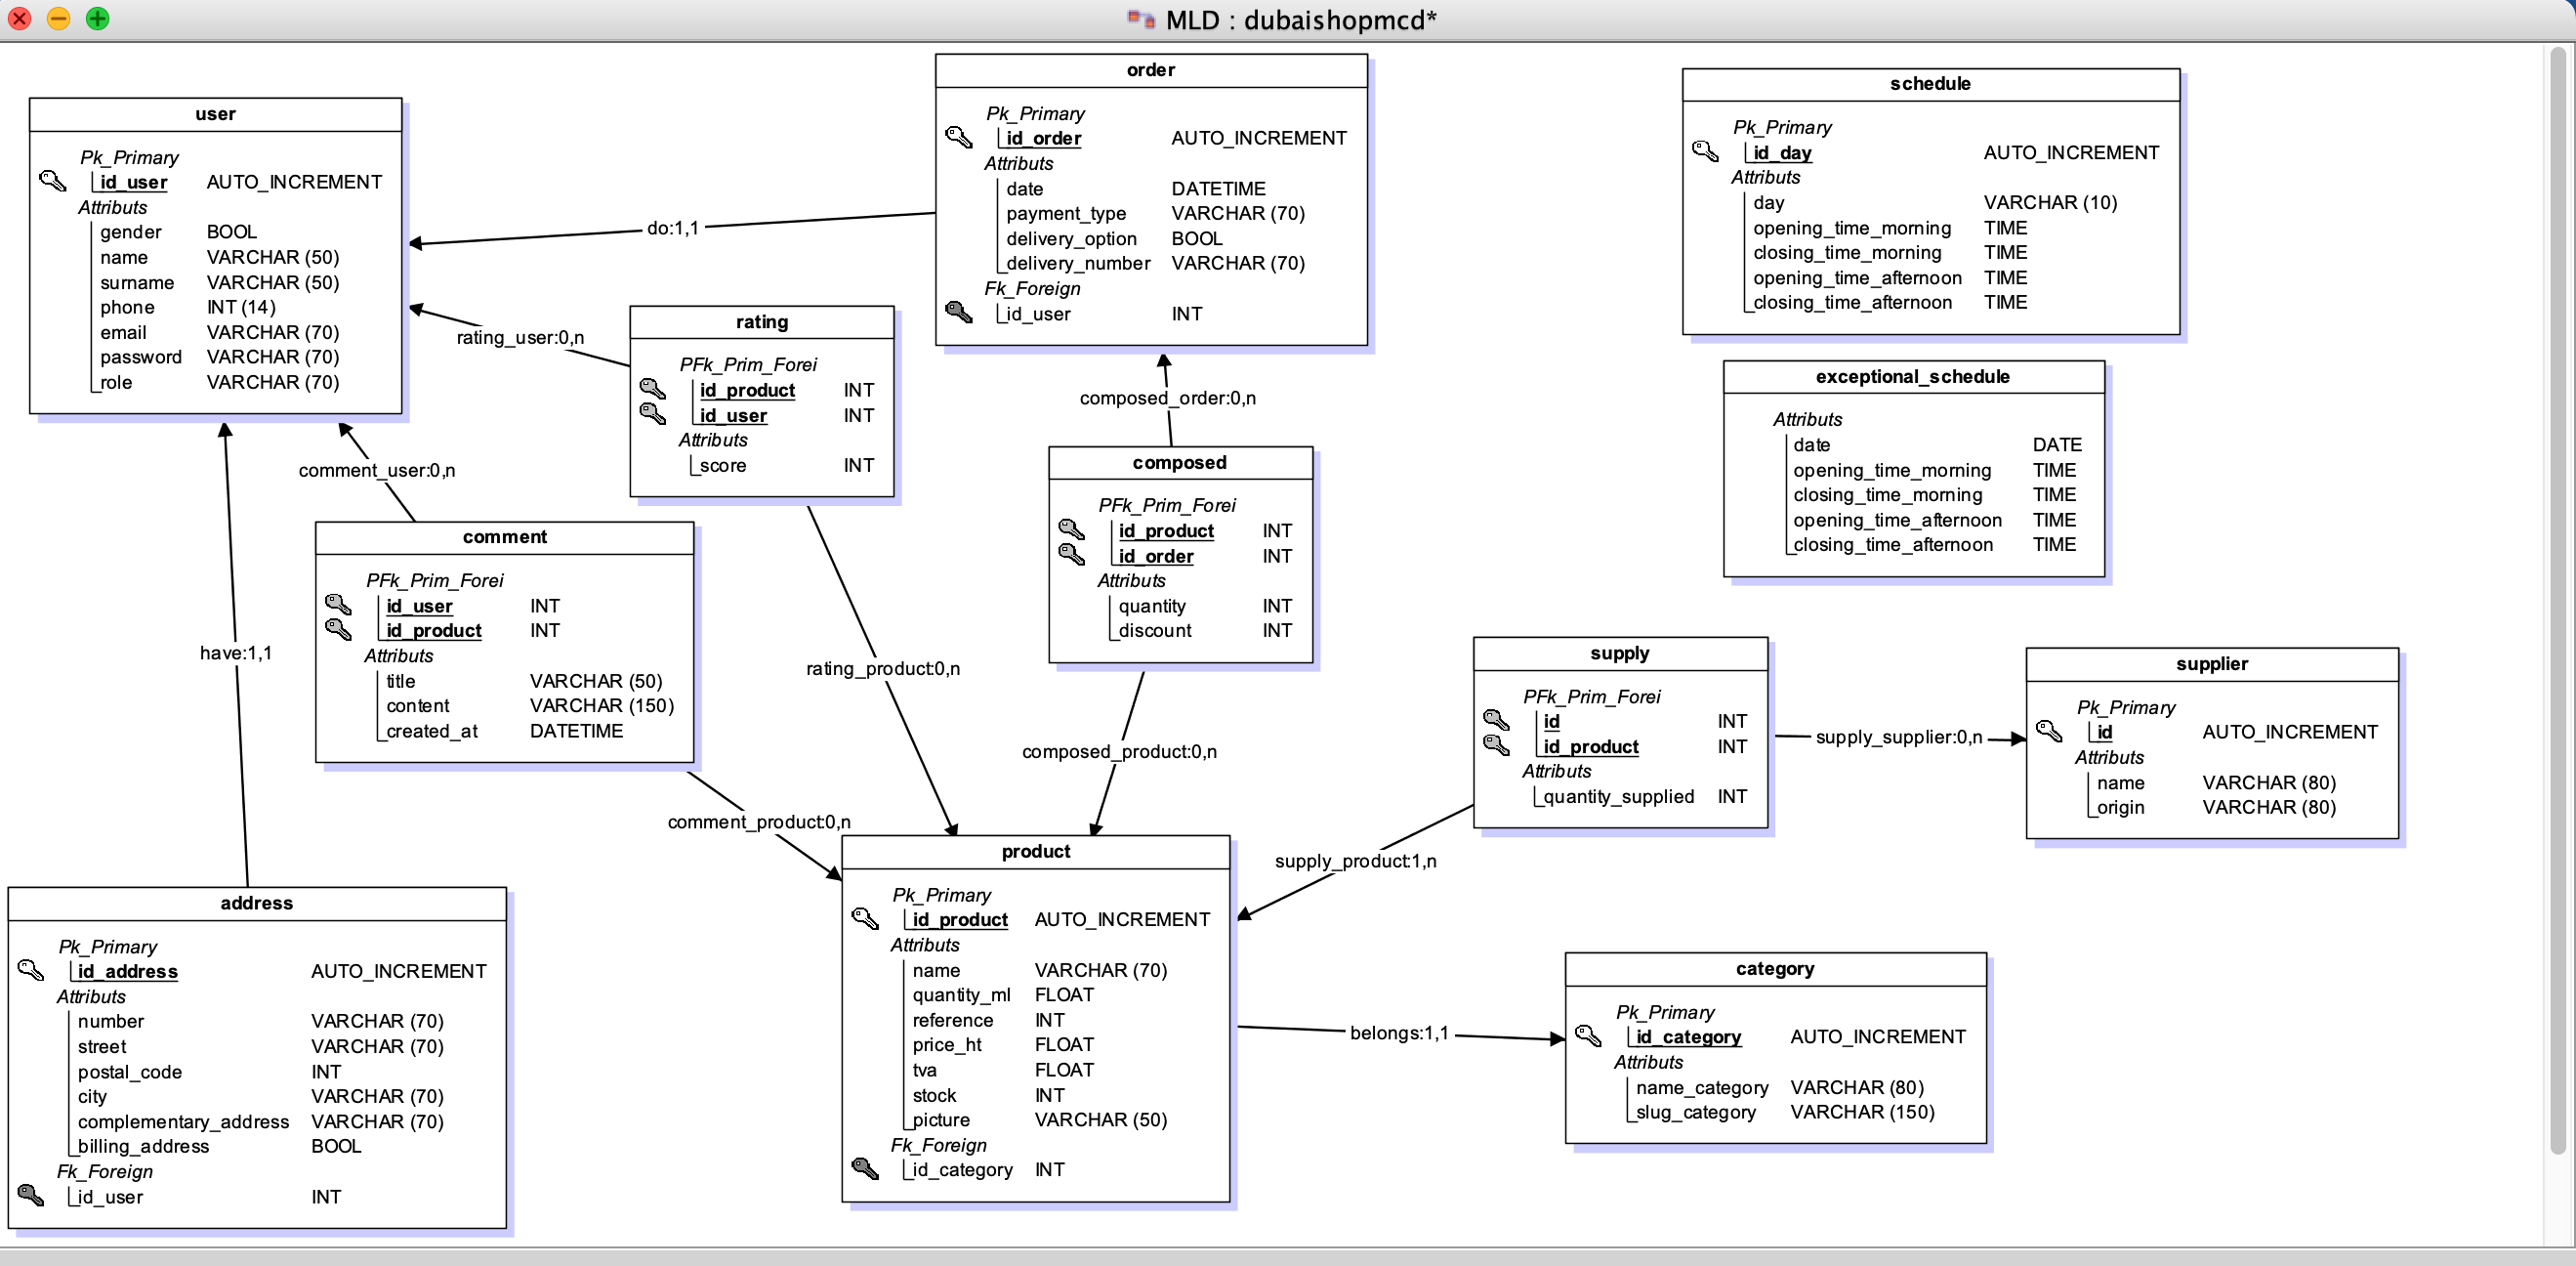 MLD : dubaishopmcd*
user
Pk_Primary
id_user AUTO_INCREMENT
Attributs
gender BOOL
name VARCHAR (50)
surname VARCHAR (50)
phone INT (14)
email VARCHAR (70)
password VARCHAR (70)
role VARCHAR (70)
order
Pk_Primary
id_order AUTO_INCREMENT
Attributs
date DATETIME
payment_type VARCHAR (70)
delivery_option BOOL
delivery_number VARCHAR (70)
Fk_Foreign
id_user INT
schedule
Pk_Primary
id_day AUTO_INCREMENT
Attributs
day VARCHAR (10)
opening_time_morning TIME
closing_time_morning TIME
opening_time_afternoon TIME
closing_time_afternoon TIME
do:1,1
rating_user:0,n
rating
PFk_Prim_Forei
id_product INT
id_user INT
Attributs
score INT
composed_order:0,n
exceptional_schedule
Attributs
date DATE
opening_time_morning TIME
closing_time_morning TIME
opening_time_afternoon TIME
closing_time_afternoon TIME
comment_user:0,n
composed
PFk_Prim_Forei
id_product INT
id_order INT
Attributs
quantity INT
discount INT
comment
PFk_Prim_Forei
id_user INT
id_product INT
Attributs
title VARCHAR (50)
content VARCHAR (150)
created_at DATETIME
have:1,1
rating_product:0,n
composed_product:0,n
supply
PFk_Prim_Forei
id INT
id_product INT
Attributs
quantity_supplied INT
supply_supplier:0,n
supplier
Pk_Primary
id AUTO_INCREMENT
Attributs
name VARCHAR (80)
origin VARCHAR (80)
comment_product:0,n
supply_product:1,n
address
Pk_Primary
id_address AUTO_INCREMENT
Attributs
number VARCHAR (70)
street VARCHAR (70)
postal_code INT
city VARCHAR (70)
complementary_address VARCHAR (70)
billing_address BOOL
Fk_Foreign
id_user INT
product
Pk_Primary
id_product AUTO_INCREMENT
Attributs
name VARCHAR (70)
quantity_ml FLOAT
reference INT
price_ht FLOAT
tva FLOAT
stock INT
picture VARCHAR (50)
Fk_Foreign
id_category INT
belongs:1,1
category
Pk_Primary
id_category AUTO_INCREMENT
Attributs
name_category VARCHAR (80)
slug_category VARCHAR (150)